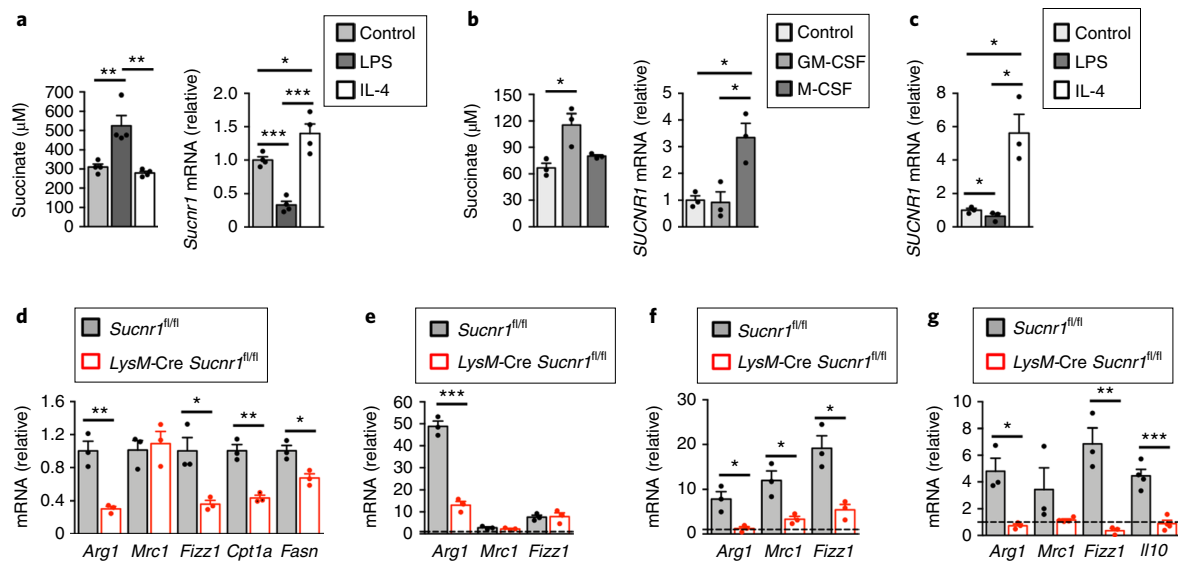 a
Control
LPS
IL-4
** **
Succinate (μM)
700
600
500
400
300
200
100
0
*
***
***
Sucnr1 mRNA (relative)
2.0
1.5
1.0
0.5
0
b
Control
GM-CSF
M-CSF
*
Succinate (μM)
150
120
90
60
30
0
*
*
SUCNR1 mRNA (relative)
5
4
3
2
1
0
c
Control
LPS
IL-4
*
*
*
SUCNR1 mRNA (relative)
8
6
4
2
0
d
Sucnr1fl/fl
LysM-Cre Sucnr1fl/fl
mRNA (relative)
1.6
1.2
0.8
0.4
0
** * ** *
Arg1 Mrc1 Fizz1 Cpt1a Fasn
e
Sucnr1fl/fl
LysM-Cre Sucnr1fl/fl
mRNA (relative)
60
50
40
30
20
10
0
***
Arg1 Mrc1 Fizz1
f
Sucnr1fl/fl
LysM-Cre Sucnr1fl/fl
mRNA (relative)
30
20
10
0
* * *
Arg1 Mrc1 Fizz1
g
Sucnr1fl/fl
LysM-Cre Sucnr1fl/fl
mRNA (relative)
10
8
6
4
2
0
* ** ***
Arg1 Mrc1 Fizz1 Il10